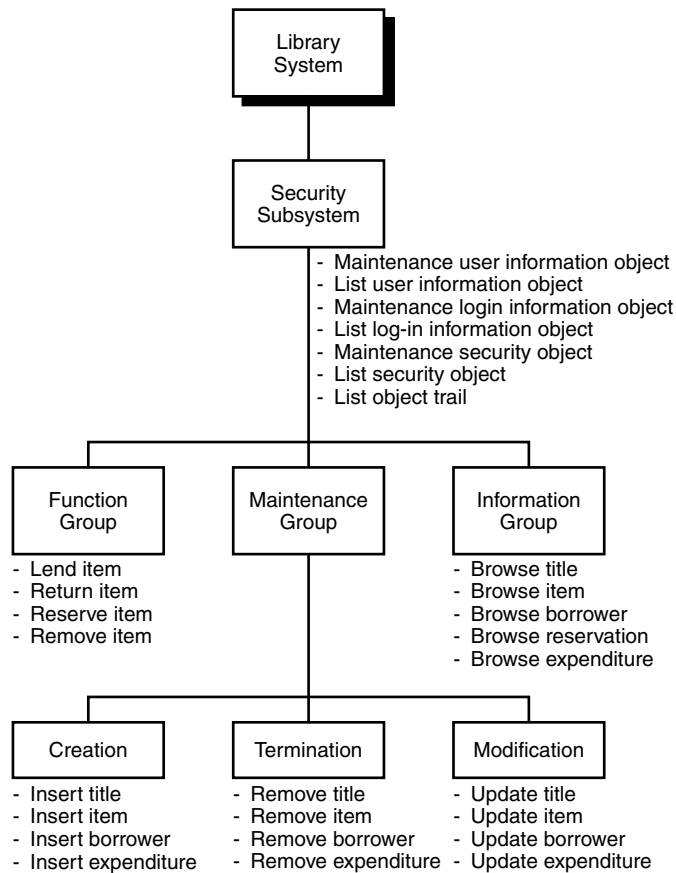 Library
System
Security
Subsystem
- Maintenance user information object
- List user information object
- Maintenance login information object
- List log-in information object
- Maintenance security object
- List security object
- List object trail
Function
Group
- Lend item
- Return item
- Reserve item
- Remove item
Maintenance
Group
Information
Group
- Browse title
- Browse item
- Browse borrower
- Browse reservation
- Browse expenditure
Creation
- Insert title
- Insert item
- Insert borrower
- Insert expenditure
Termination
- Remove title
- Remove item
- Remove borrower
- Remove expenditure
Modification
- Update title
- Update item
- Update borrower
- Update expenditure